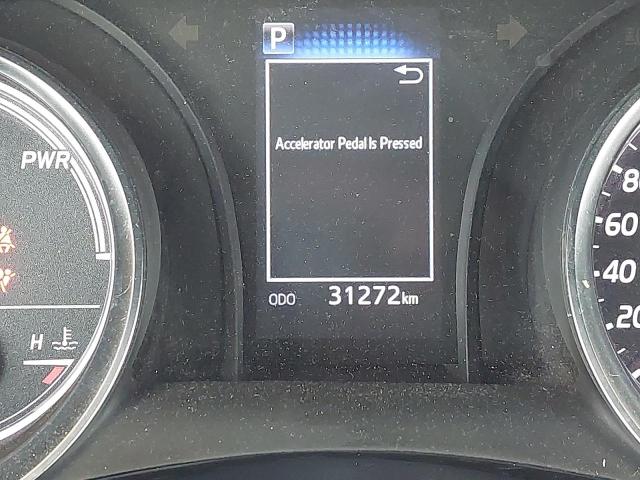 P
PWR
Accelerator Pedal Is Pressed
80
60
40
20
H
ODO 31272km